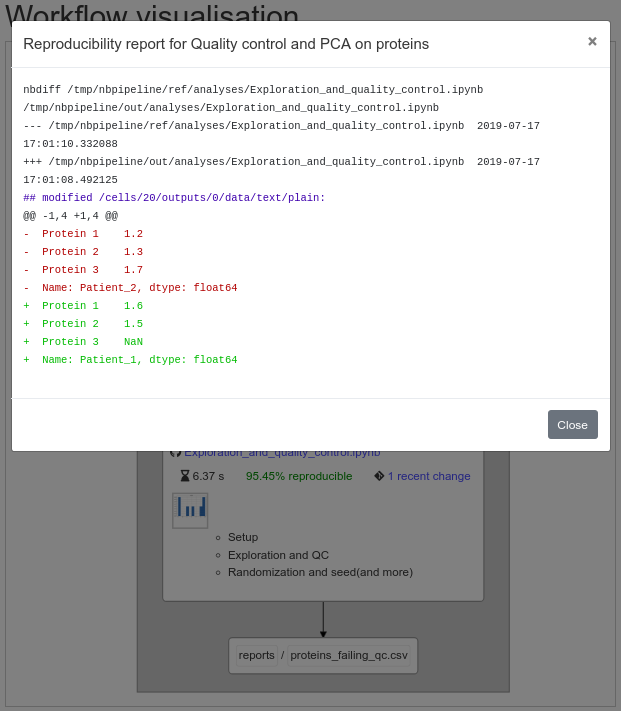 Workflow visualisation
Reproducibility report for Quality control and PCA on proteins
×
nbdiff /tmp/nbpipeline/ref/analyses/Exploration_and_quality_control.ipynb
/tmp/nbpipeline/out/analyses/Exploration_and_quality_control.ipynb
--- /tmp/nbpipeline/ref/analyses/Exploration_and_quality_control.ipynb  2019-07-17
17:01:10.332088
+++ /tmp/nbpipeline/out/analyses/Exploration_and_quality_control.ipynb  2019-07-17
17:01:08.492125
## modified /cells/20/outputs/0/data/text/plain:
@@ -1,4 +1,4 @@
-  Protein 1    1.2
-  Protein 2    1.3
-  Protein 3    1.7
-  Name: Patient_2, dtype: float64
+  Protein 1    1.6
+  Protein 2    1.5
+  Protein 3    NaN
+  Name: Patient_1, dtype: float64
Close
Exploration_and_quality_control.ipynb
6.37 s 95.45% reproducible 1 recent change
Setup
Exploration and QC
Randomization and seed(and more)
reports / proteins_failing_qc.csv